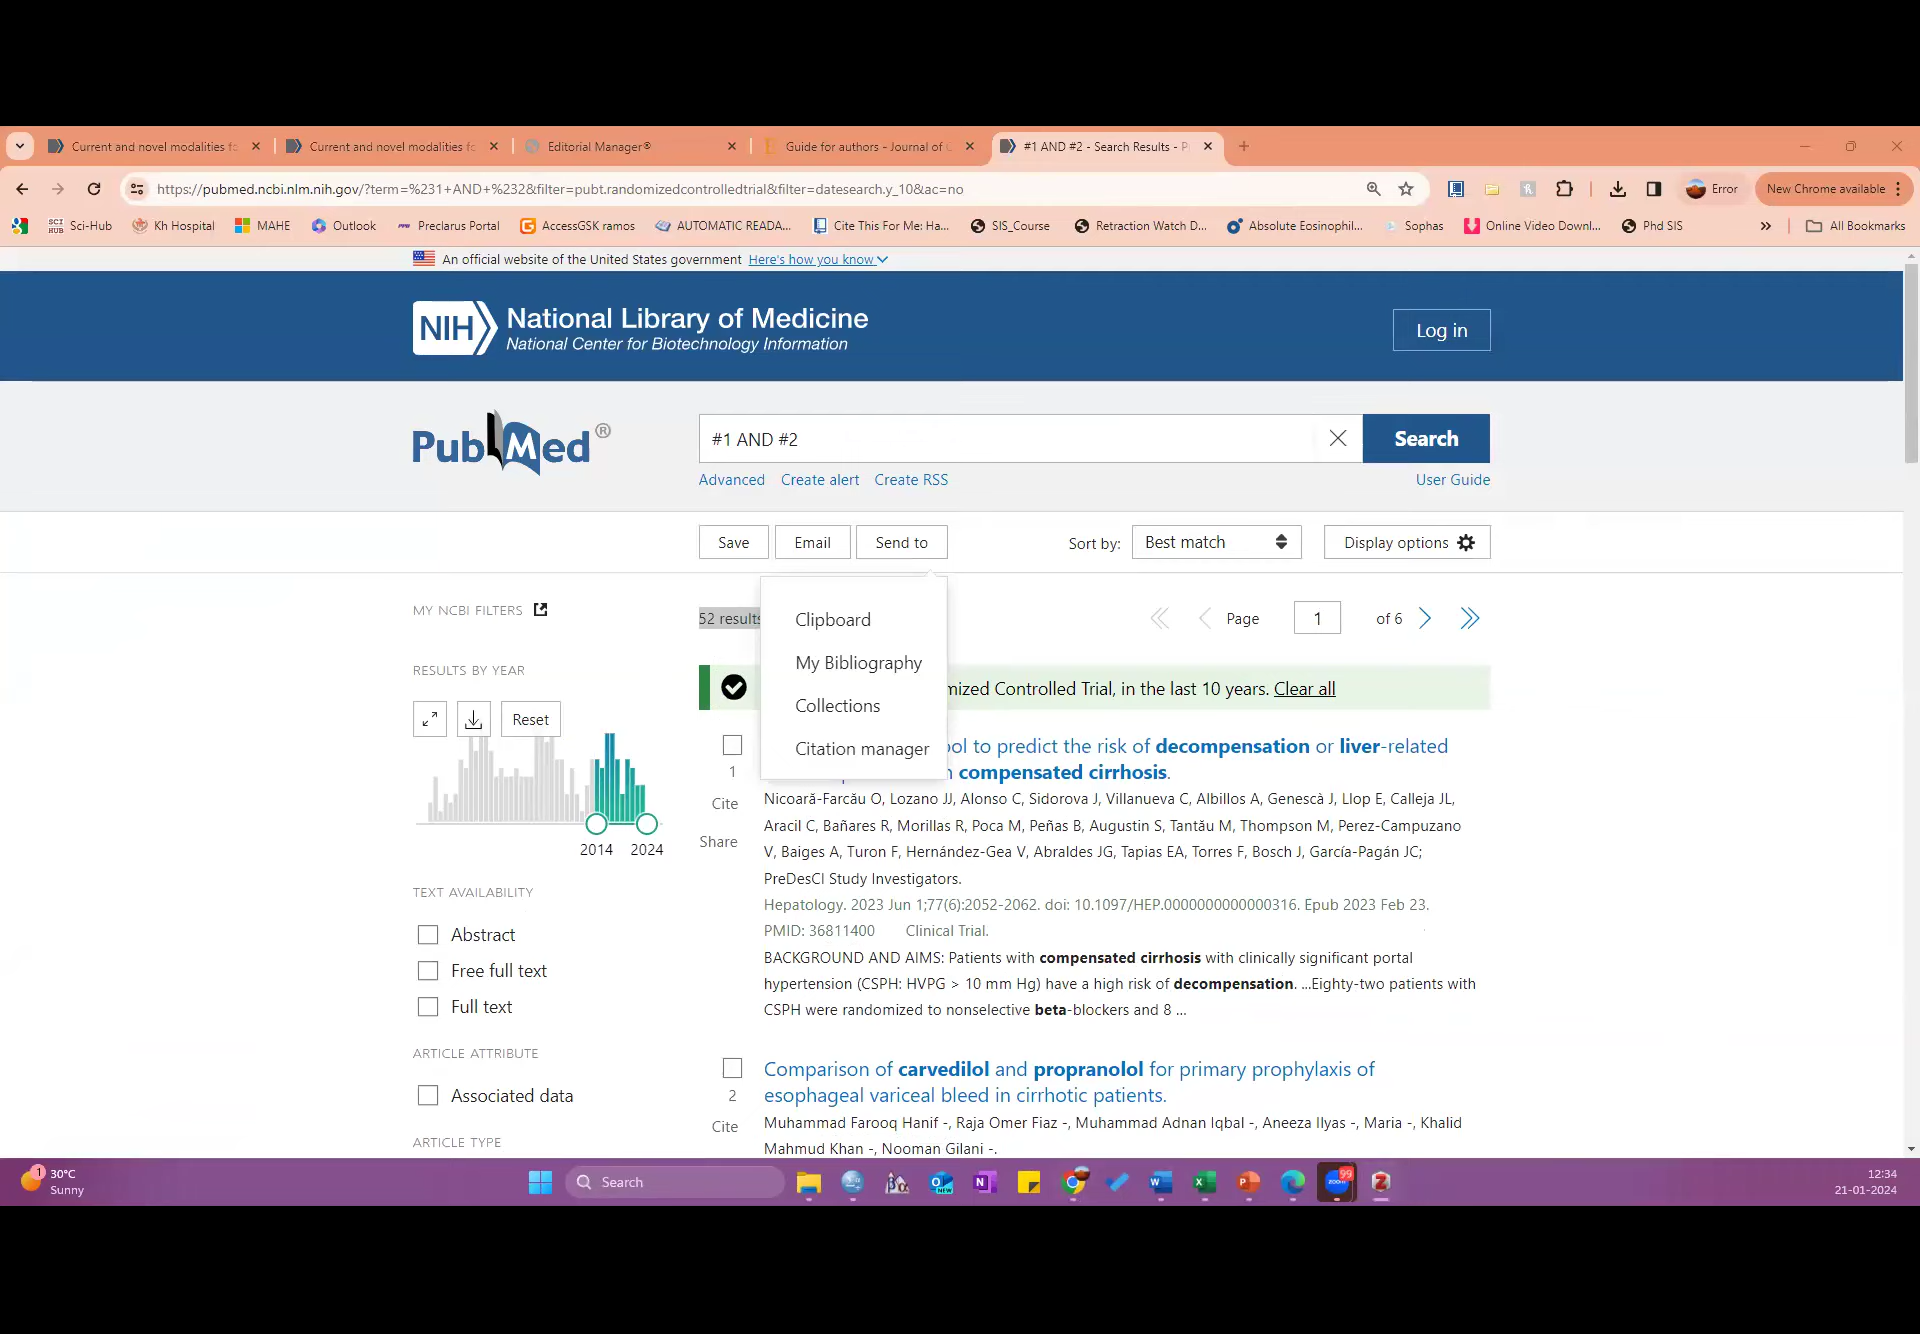 Current and novel modalities fo
Current and novel modalities fo
Editorial Manager®
Guide for authors - Journal of
#1 AND #2 - Search Results - P
https://pubmed.ncbi.nlm.nih.gov/?term=%231+AND+%232&filter=pubt.randomizedcontrolledtrial&filter=datesearch.y_10&ac=no
Error
New Chrome available
SCI HUB
Sci-Hub
Kh Hospital
MAHE
Outlook
Preclarus Portal
AccessGSK ramos
AUTOMATIC READA...
Cite This For Me: Ha...
SIS_Course
Retraction Watch D...
Absolute Eosinophil...
Sophas
Online Video Downl...
Phd SIS
All Bookmarks
An official website of the United States government Here's how you know
NIH National Library of Medicine
National Center for Biotechnology Information
Log in
PubMed®
#1 AND #2
Search
Advanced Create alert Create RSS
User Guide
Save
Email
Send to
Sort by:
Best match
Display options
MY NCBI FILTERS
52 results
Clipboard
My Bibliography
Collections
Citation manager
Page
1
of 6
RESULTS BY YEAR
mized Controlled Trial, in the last 10 years. Clear all
Reset
2014 2024
1
Cite
Share
ool to predict the risk of decompensation or liver-related
compensated cirrhosis.
Nicoară-Farcău O, Lozano JJ, Alonso C, Sidorova J, Villanueva C, Albillos A, Genescà J, Llop E, Calleja JL,
Aracil C, Bañares R, Morillas R, Poca M, Peñas B, Augustin S, Tantău M, Thompson M, Perez-Campuzano
V, Baiges A, Turon F, Hernández-Gea V, Abraldes JG, Tapias EA, Torres F, Bosch J, García-Pagán JC;
PreDesCI Study Investigators.
Hepatology. 2023 Jun 1;77(6):2052-2062. doi: 10.1097/HEP.0000000000000316. Epub 2023 Feb 23.
PMID: 36811400 Clinical Trial.
BACKGROUND AND AIMS: Patients with compensated cirrhosis with clinically significant portal
hypertension (CSPH: HVPG > 10 mm Hg) have a high risk of decompensation. ...Eighty-two patients with
CSPH were randomized to nonselective beta-blockers and 8 ...
TEXT AVAILABILITY
Abstract
Free full text
Full text
ARTICLE ATTRIBUTE
Associated data
ARTICLE TYPE
2
Cite
Comparison of carvedilol and propranolol for primary prophylaxis of
esophageal variceal bleed in cirrhotic patients.
Muhammad Farooq Hanif -, Raja Omer Fiaz -, Muhammad Adnan Iqbal -, Aneeza Ilyas -, Maria -, Khalid
Mahmud Khan -, Nooman Gilani -.
1
30°C
Sunny
Search
99
12:34
21-01-2024